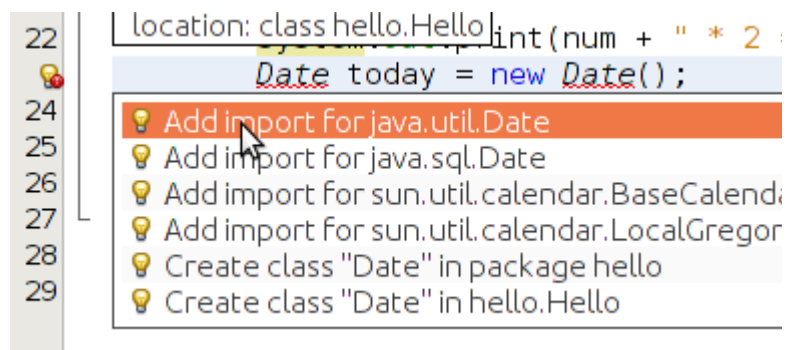 location: class hello.Hello
22 .print(num + " * 2
Date today = new Date();
24 Add import for java.util.Date
25 Add import for java.sql.Date
26 Add import for sun.util.calendar.BaseCalenda
27 Add import for sun.util.calendar.LocalGregor
28 Create class "Date" in package hello
29 Create class "Date" in hello.Hello